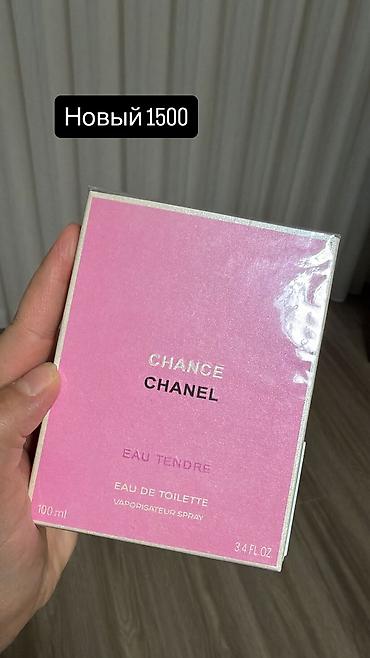 Новый 1500
CHANCE
CHANEL
EAU TENDRE
EAU DE TOILETTE
VAPORISATEUR SPRAY
100 ml
3.4 FL. OZ.